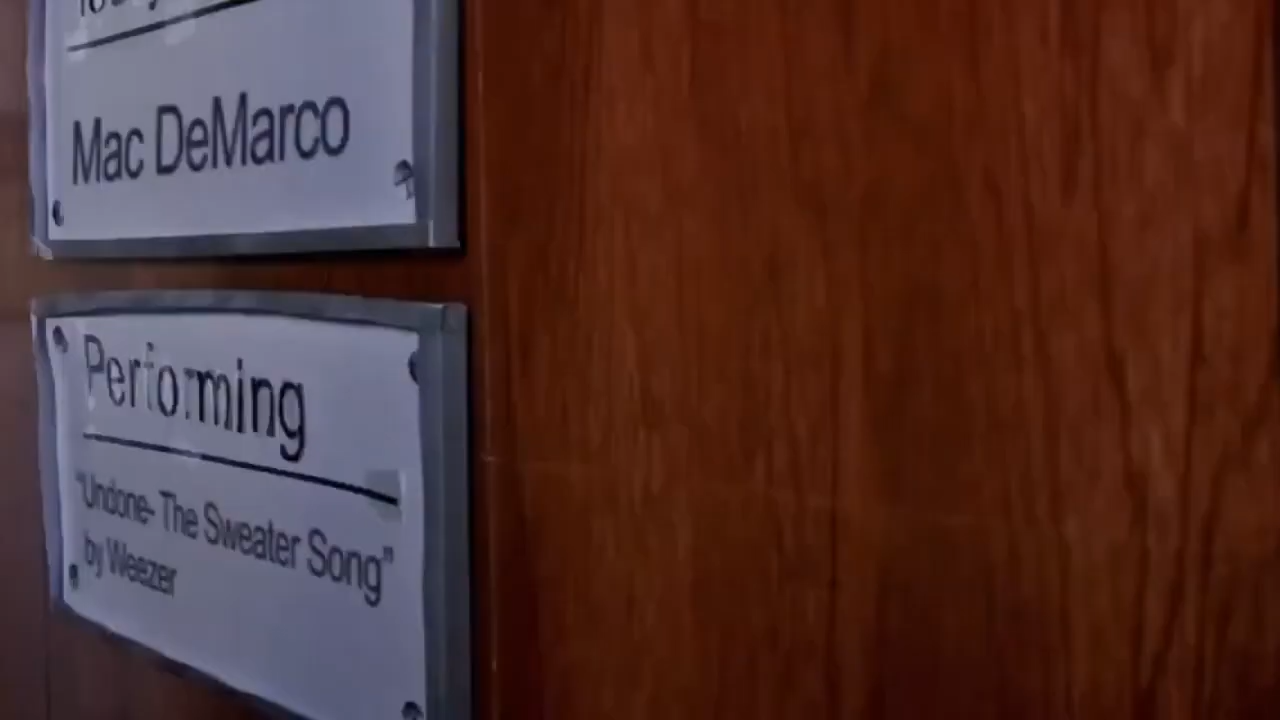 Mac DeMarco
Performing
"Undone- The Sweater Song"
by Weezer